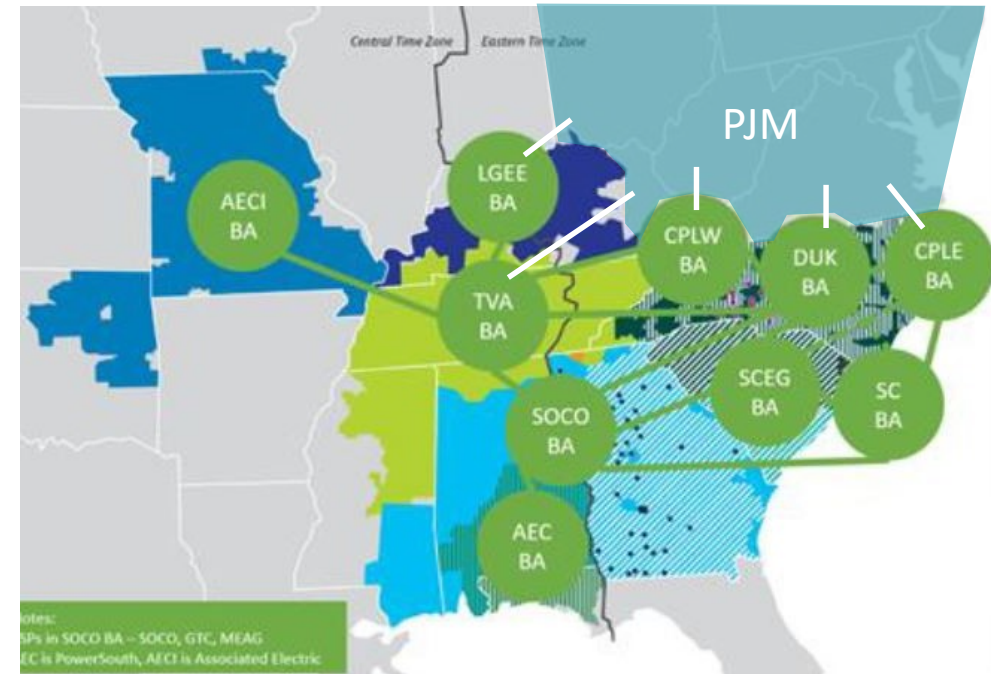 Central Time Zone
Eastern Time Zone
PJM
LGEE
BA
AECI
BA
CPLW
BA
DUK
BA
CPLE
BA
TVA
BA
SOCO
BA
SCEG
BA
SC
BA
AEC
BA
otes:
SPs in SOCO BA – SOCO, GTC, MEAG
EC is PowerSouth, AECI is Associated Electric